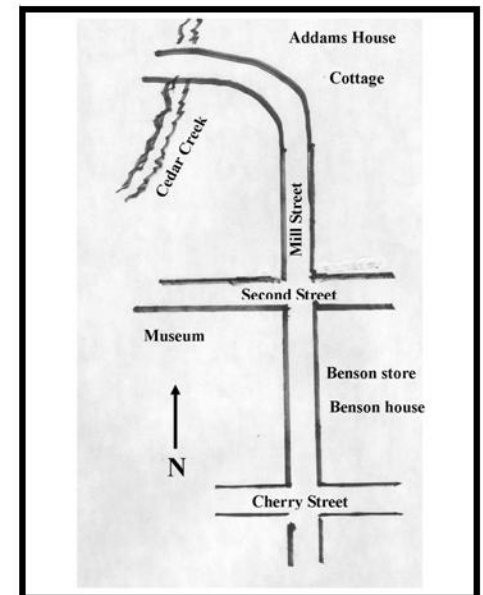 Addams House
Cottage
Cedar Creek
Mill Street
Second Street
Museum
Benson store
Benson house
N
Cherry Street